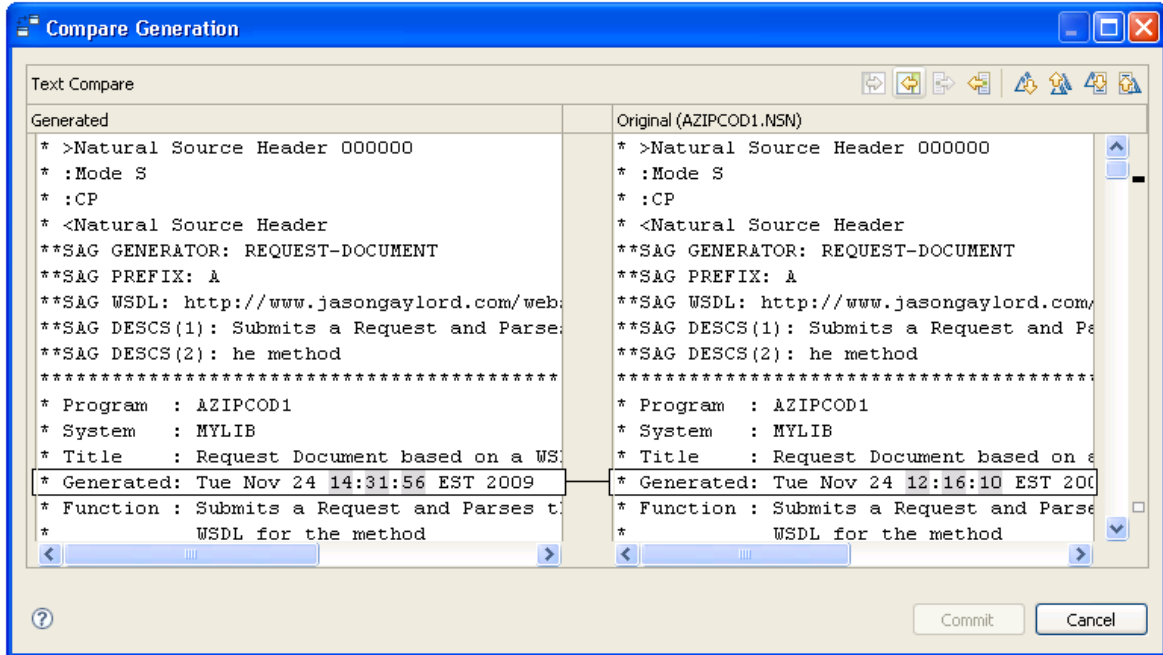 Compare Generation
Text Compare
Generated
* >Natural Source Header 000000
* :Mode S
* :CP
* <Natural Source Header
**SAG GENERATOR: REQUEST-DOCUMENT
**SAG PREFIX: A
**SAG WSDL: http://www.jasongaylord.com/web
**SAG DESCS(1): Submits a Request and Parse
**SAG DESCS(2): he method
*******************************************
* Program  : AZIPCOD1
* System   : MYLIB
* Title    : Request Document based on a WS
* Generated: Tue Nov 24 14:31:56 EST 2009
* Function : Submits a Request and Parses t
*            WSDL for the method
Original (AZIPCOD1.NSN)
* >Natural Source Header 000000
* :Mode S
* :CP
* <Natural Source Header
**SAG GENERATOR: REQUEST-DOCUMENT
**SAG PREFIX: A
**SAG WSDL: http://www.jasongaylord.com/
**SAG DESCS(1): Submits a Request and Pa
**SAG DESCS(2): he method
****************************************
* Program  : AZIPCOD1
* System   : MYLIB
* Title    : Request Document based on a
* Generated: Tue Nov 24 12:16:10 EST 200
* Function : Submits a Request and Parse
*            WSDL for the method
Commit
Cancel